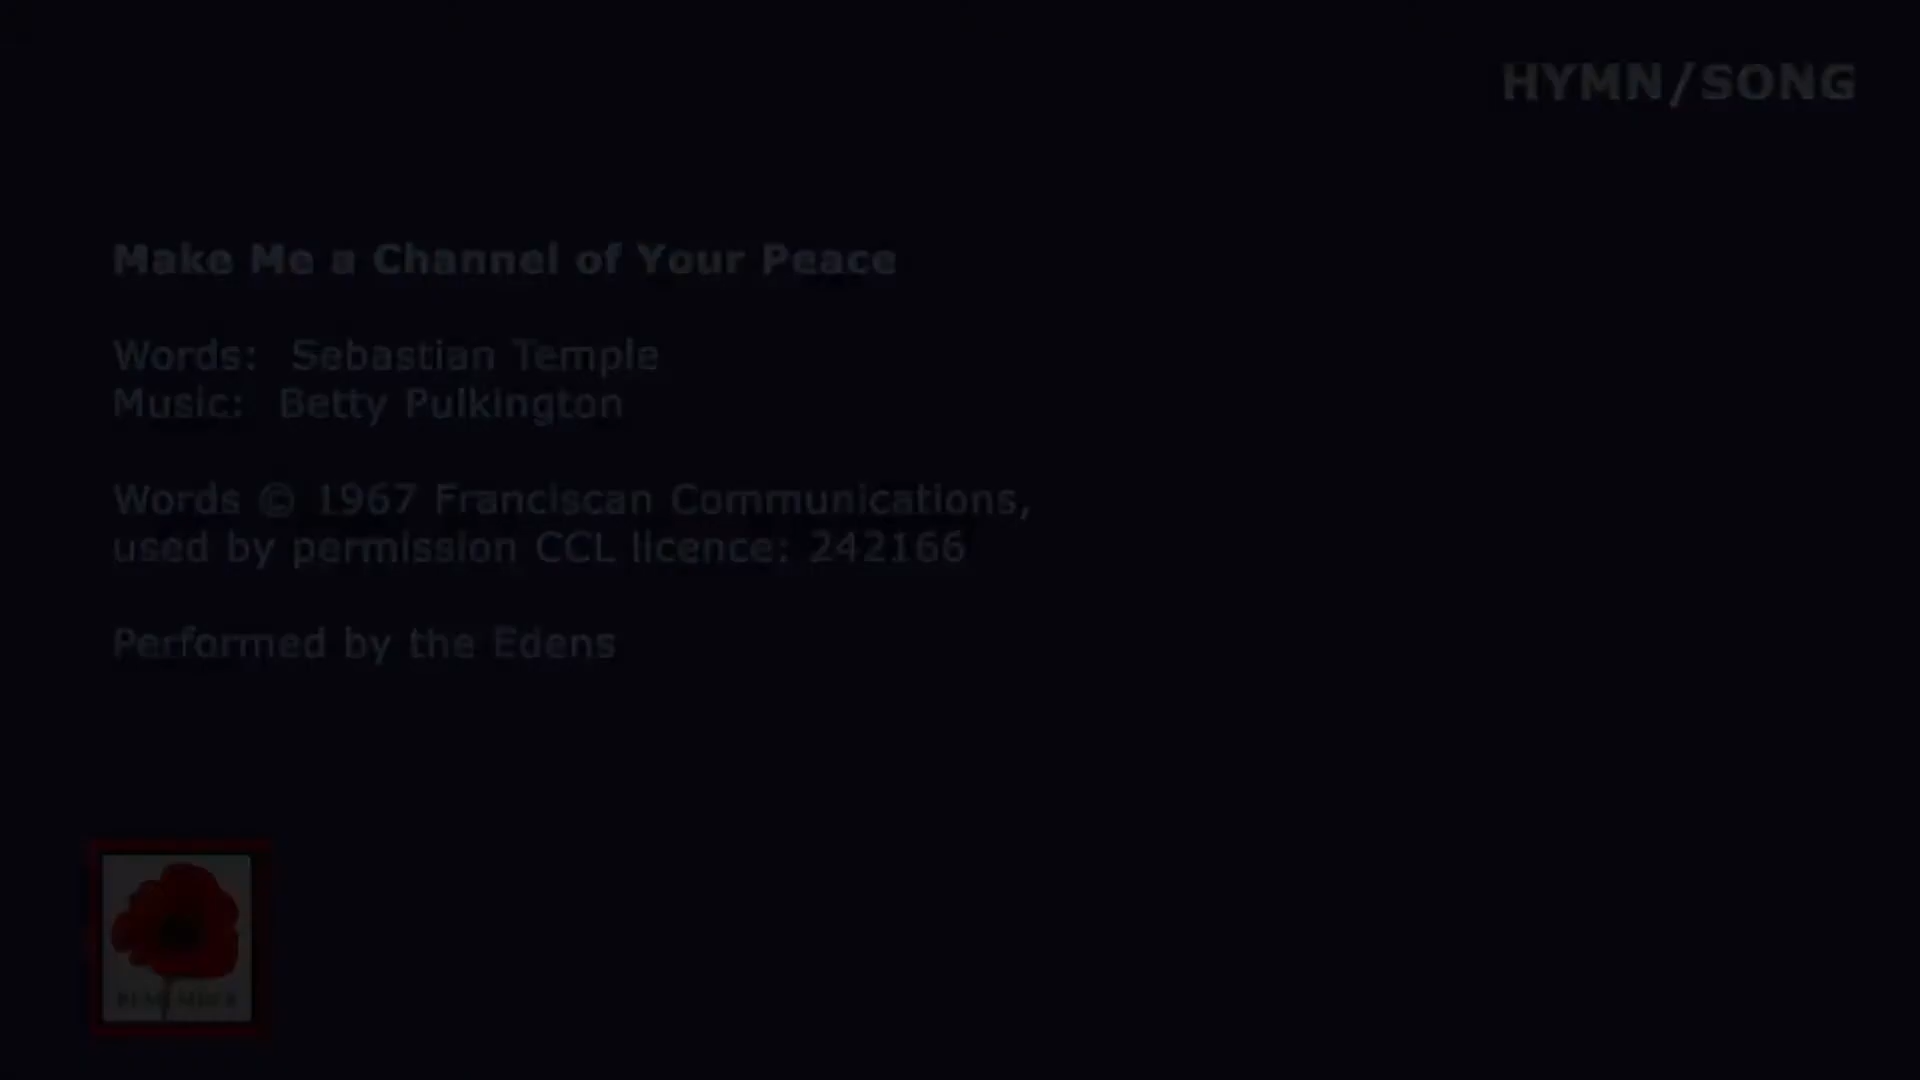 HYMN/SONG
Make Me a Channel of Your Peace
Words: Sebastian Temple
Music: Betty Pulkington
Words © 1967 Franciscan Communications,
used by permission CCL licence: 242166
Performed by the Edens